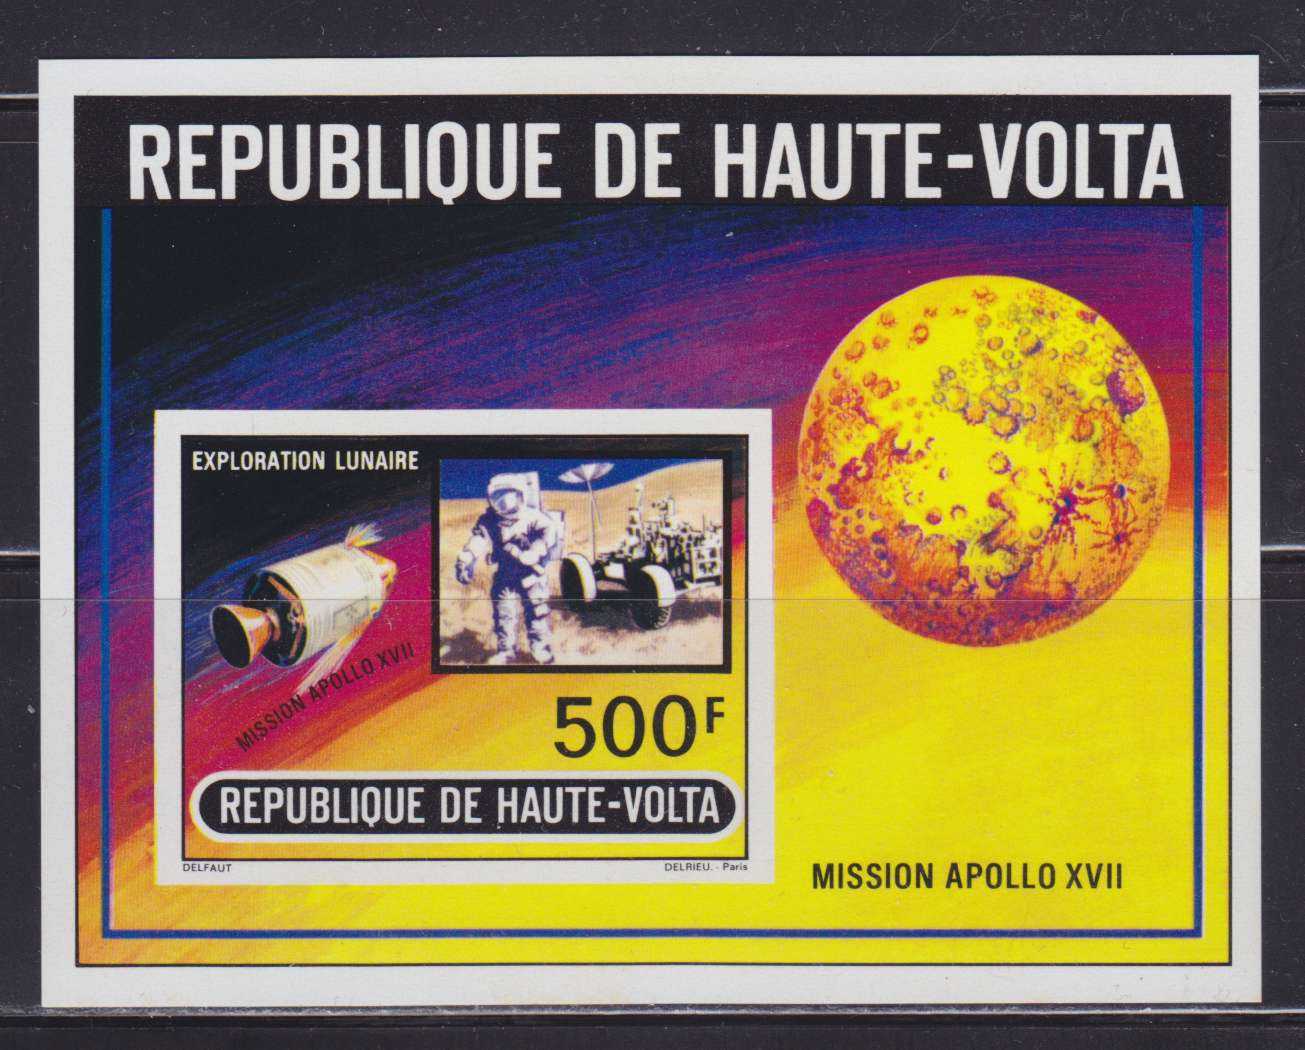 REPUBLIQUE DE HAUTE-VOLTA
EXPLORATION LUNAIRE
MISSION APOLLO XVII
500F
REPUBLIQUE DE HAUTE-VOLTA
DELFAUT
DELRIEU.-Paris
MISSION APOLLO XVII